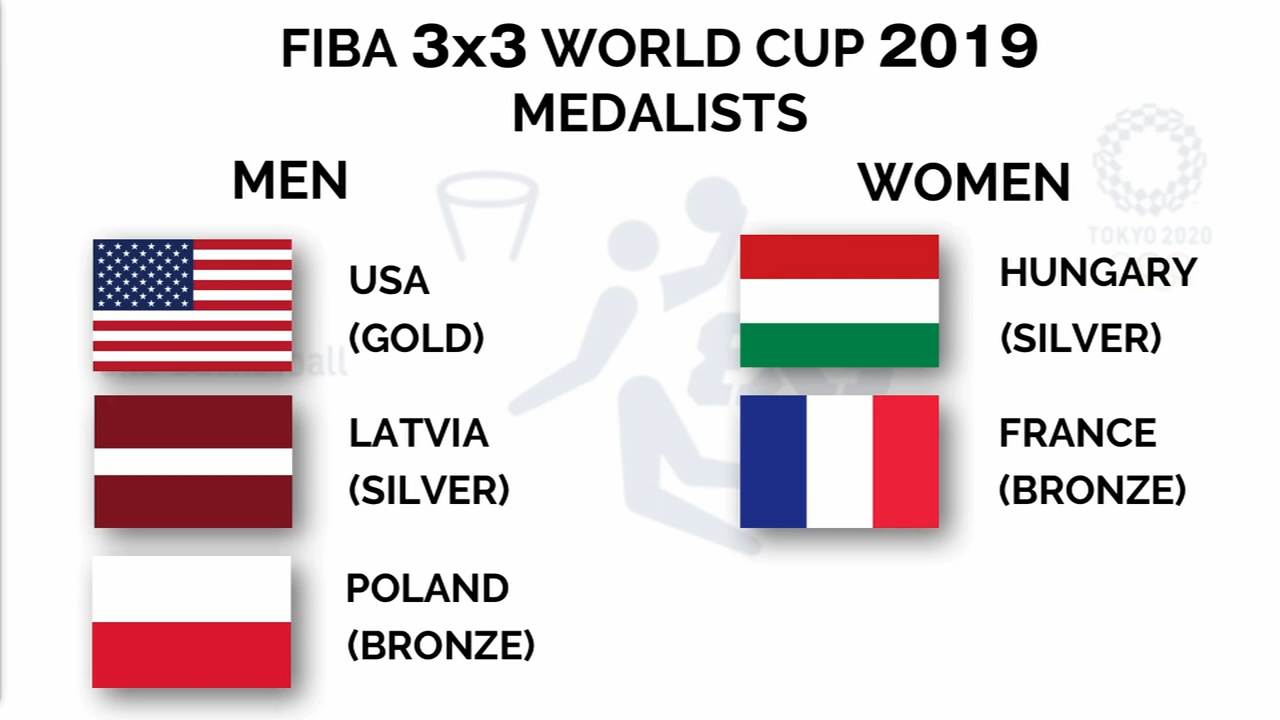 FIBA 3x3 WORLD CUP 2019
MEDALISTS
MEN
WOMEN
TOKYO 2020
USA
(GOLD)
LATVIA
(SILVER)
POLAND
(BRONZE)
HUNGARY
(SILVER)
FRANCE
(BRONZE)